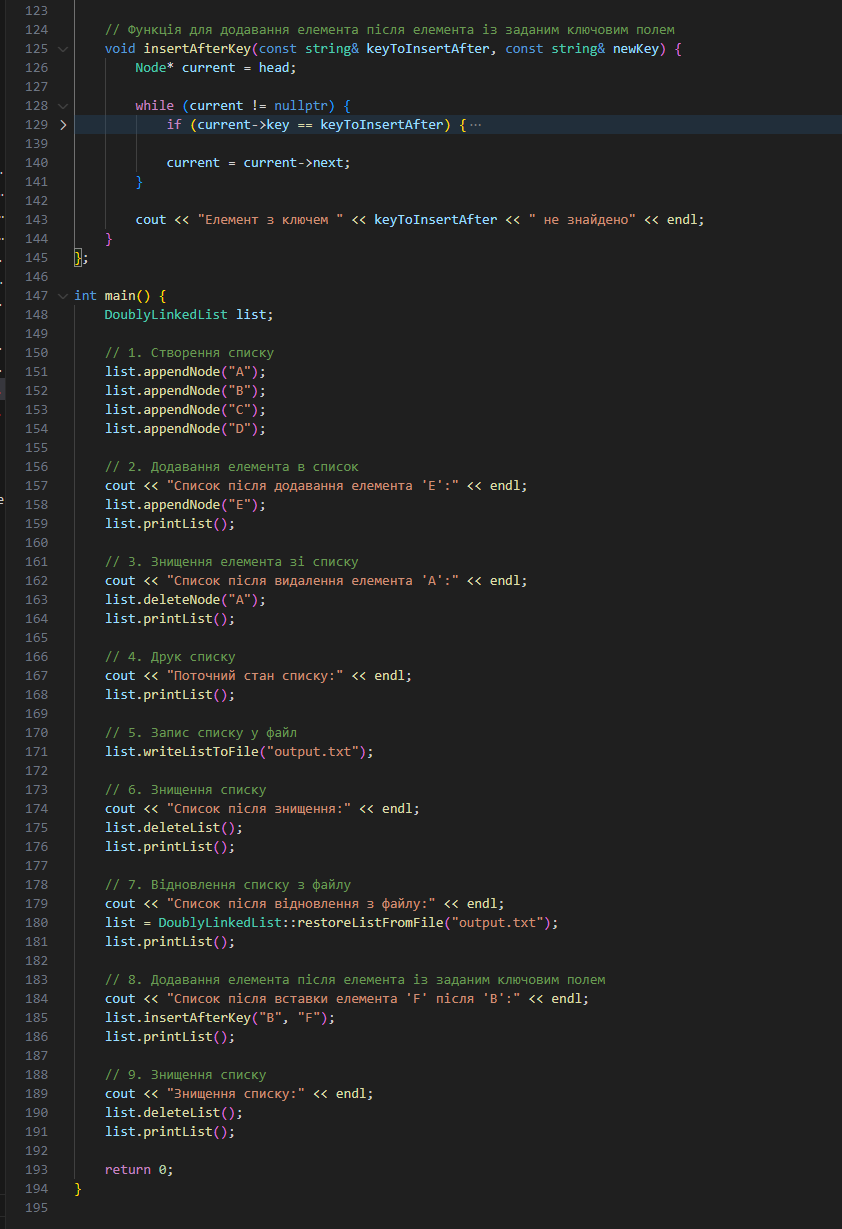 123
124     // Функція для додавання елемента після елемента із заданим ключовим полем
125     void insertAfterKey(const string& keyToInsertAfter, const string& newKey) {
126         Node* current = head;
127
128         while (current != nullptr) {
129             if (current->key == keyToInsertAfter) {···
139
140             current = current->next;
141         }
142
143         cout << "Елемент з ключем " << keyToInsertAfter << " не знайдено" << endl;
144     }
145 };
146
147 int main() {
148     DoublyLinkedList list;
149
150     // 1. Створення списку
151     list.appendNode("A");
152     list.appendNode("B");
153     list.appendNode("C");
154     list.appendNode("D");
155
156     // 2. Додавання елемента в список
157     cout << "Список після додавання елемента 'E':" << endl;
158     list.appendNode("E");
159     list.printList();
160
161     // 3. Знищення елемента зі списку
162     cout << "Список після видалення елемента 'A':" << endl;
163     list.deleteNode("A");
164     list.printList();
165
166     // 4. Друк списку
167     cout << "Поточний стан списку:" << endl;
168     list.printList();
169
170     // 5. Запис списку у файл
171     list.writeListToFile("output.txt");
172
173     // 6. Знищення списку
174     cout << "Список після знищення:" << endl;
175     list.deleteList();
176     list.printList();
177
178     // 7. Відновлення списку з файлу
179     cout << "Список після відновлення з файлу:" << endl;
180     list = DoublyLinkedList::restoreListFromFile("output.txt");
181     list.printList();
182
183     // 8. Додавання елемента після елемента із заданим ключовим полем
184     cout << "Список після вставки елемента 'F' після 'B':" << endl;
185     list.insertAfterKey("B", "F");
186     list.printList();
187
188     // 9. Знищення списку
189     cout << "Знищення списку:" << endl;
190     list.deleteList();
191     list.printList();
192
193     return 0;
194 }
195